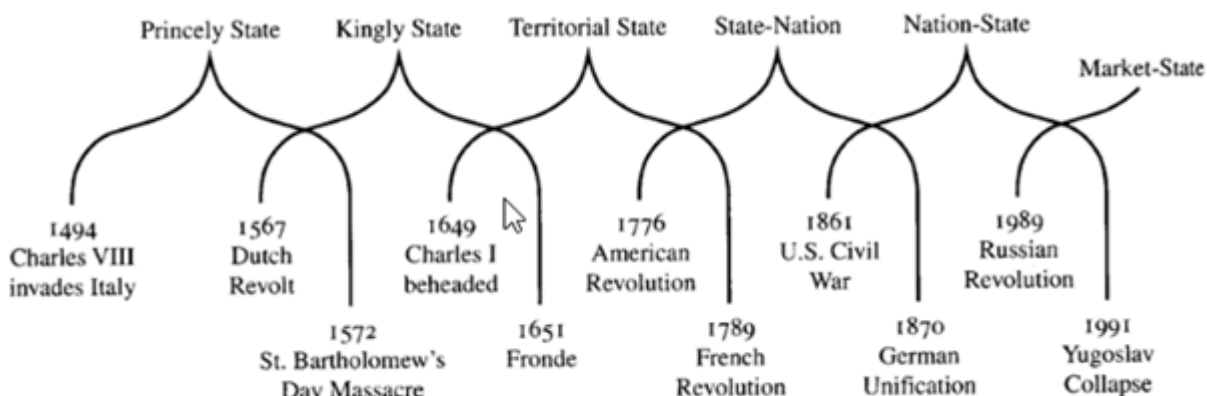 Princely State
Kingly State
Territorial State
State-Nation
Nation-State
Market-State
1494
Charles VIII
invades Italy
1567
Dutch
Revolt
1649
Charles I
beheaded
1776
American
Revolution
1861
U.S. Civil
War
1989
Russian
Revolution
1572
St. Bartholomew's
Day Massacre
1651
Fronde
1789
French
Revolution
1870
German
Unification
1991
Yugoslav
Collapse